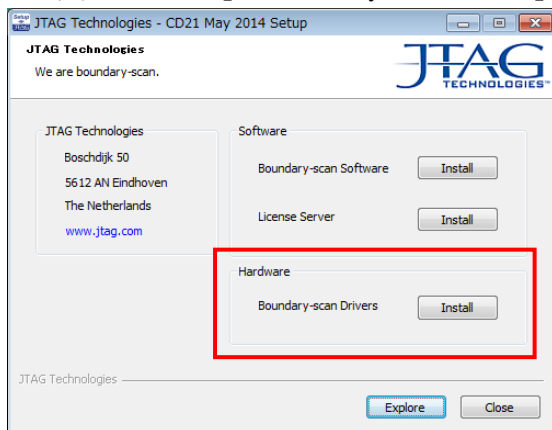 JTAG Technologies - CD21 May 2014 Setup
JTAG Technologies
We are boundary-scan.
JTAG
TECHNOLOGIES™
JTAG Technologies
Boschdijk 50
5612 AN Eindhoven
The Netherlands
www.jtag.com
Software
Boundary-scan Software Install
License Server Install
Hardware
Boundary-scan Drivers Install
JTAG Technologies
Explore Close